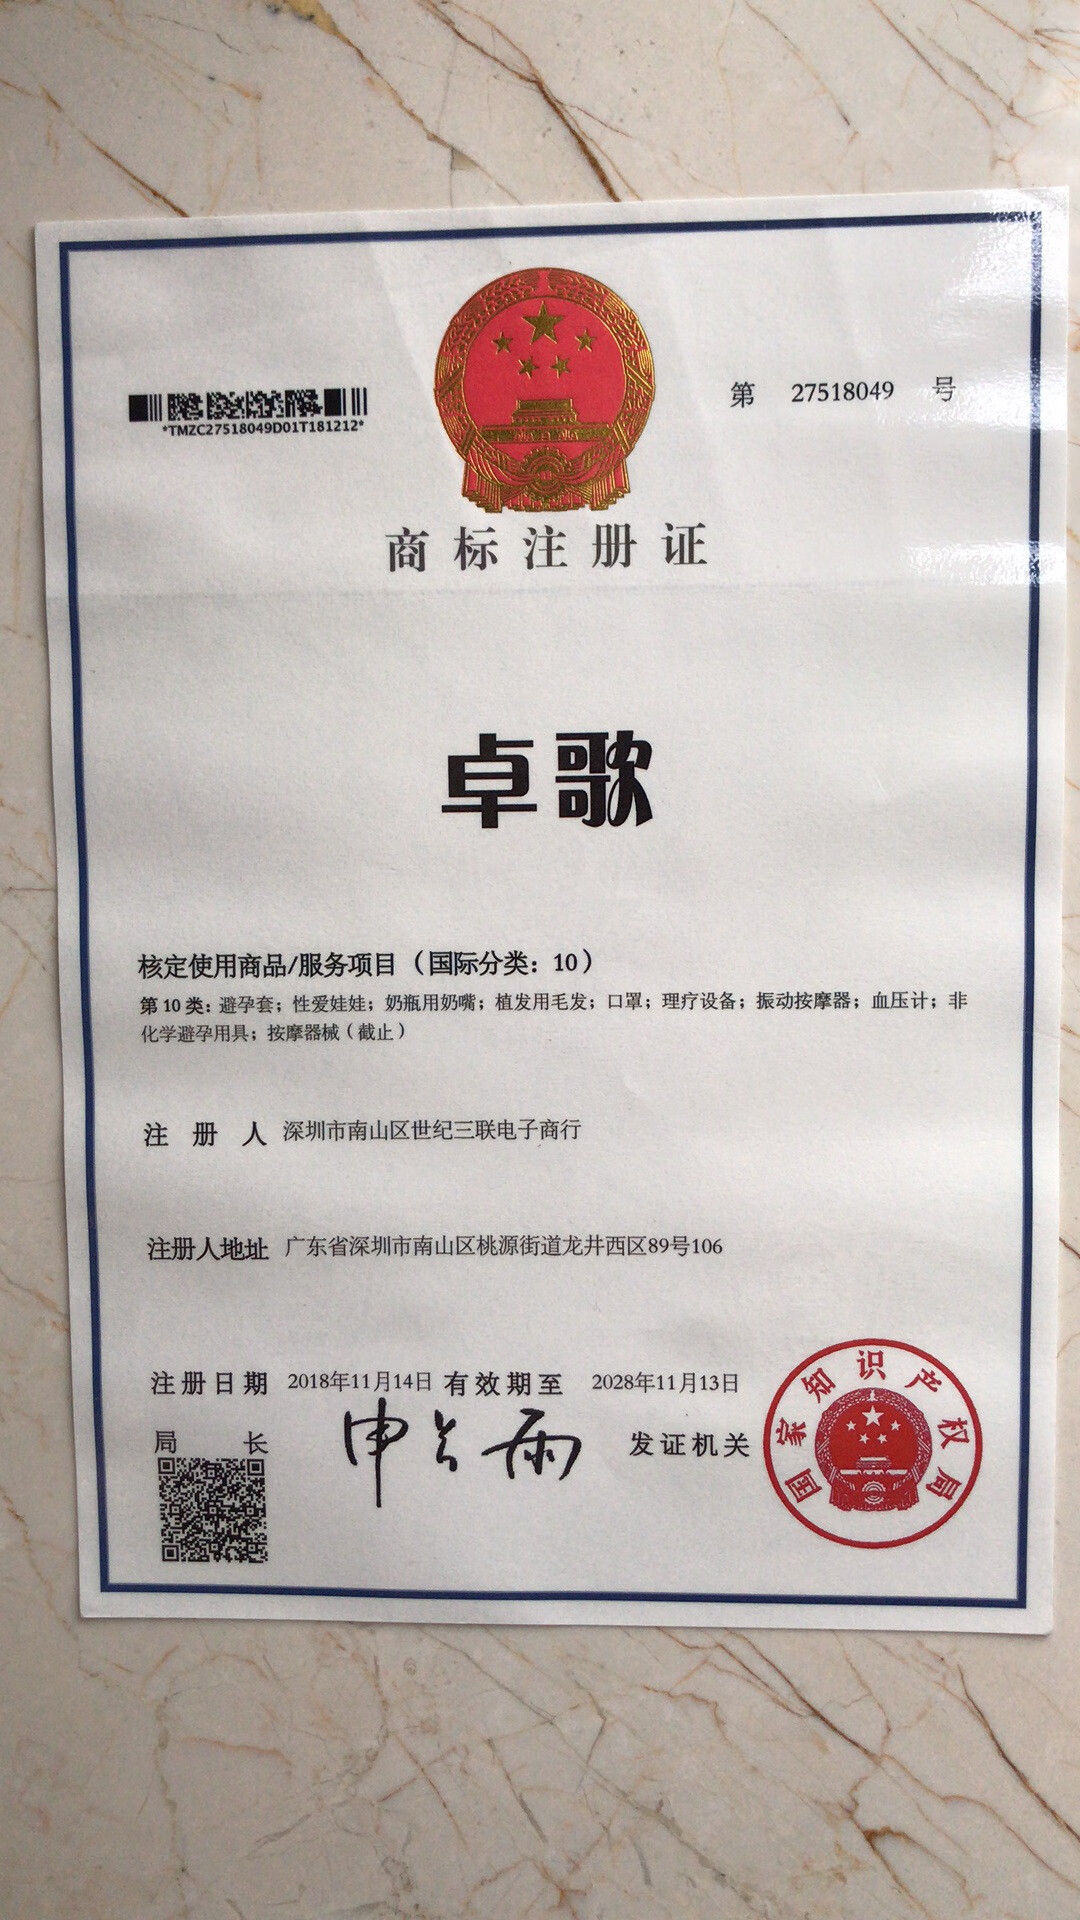 *TMZC27518049D01T181212*
第 27518049 号
商标注册证
卓歌
核定使用商品/服务项目（国际分类：10）
第 10 类：避孕套；性爱娃娃；奶瓶用奶嘴；植发用毛发；口罩；理疗设备；振动按摩器；血压计；非
化学避孕用具；按摩器械（截止）
注 册 人 深圳市南山区世纪三联电子商行
注册人地址 广东省深圳市南山区桃源街道龙井西区89号106
注册日期 2018年11月14日 有效期至 2028年11月13日
局 长 申长雨 发证机关
国家知识产权局